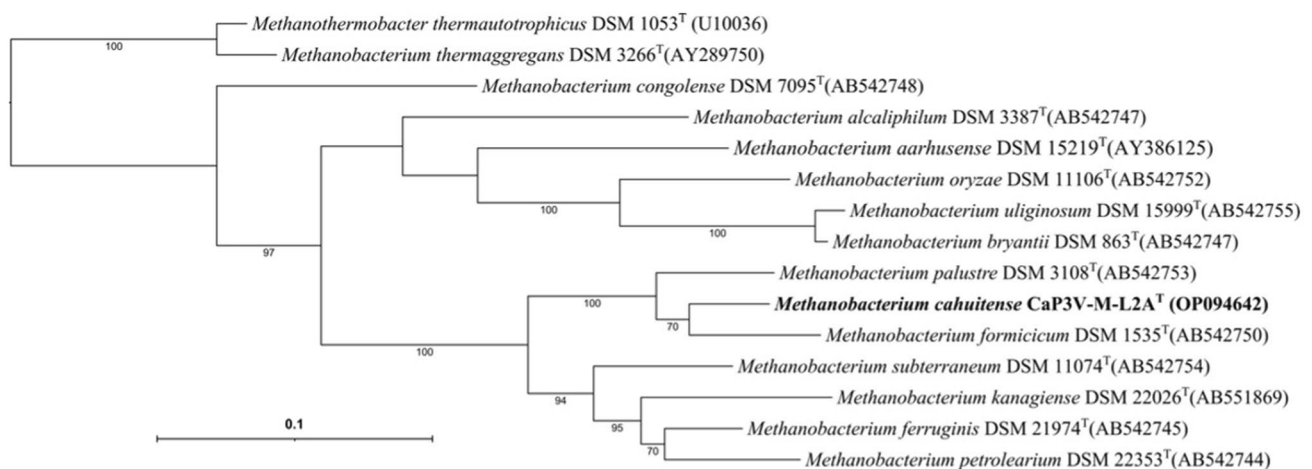 Methanothermobacter thermautotrophicus DSM 1053T (U10036)
100
Methanobacterium thermaggregans DSM 3266T(AY289750)
Methanobacterium congolense DSM 7095T(AB542748)
Methanobacterium alcaliphilum DSM 3387T(AB542747)
Methanobacterium aarhusense DSM 15219T(AY386125)
Methanobacterium oryzae DSM 11106T(AB542752)
100
Methanobacterium uliginosum DSM 15999T(AB542755)
100
Methanobacterium bryantii DSM 863T(AB542747)
97
Methanobacterium palustre DSM 3108T(AB542753)
100
Methanobacterium cahuitense CaP3V-M-L2AT (OP094642)
70
Methanobacterium formicicum DSM 1535T(AB542750)
100
Methanobacterium subterraneum DSM 11074T(AB542754)
94
Methanobacterium kanagiense DSM 22026T(AB551869)
95
0.1
Methanobacterium ferruginis DSM 21974T(AB542745)
70
Methanobacterium petrolearium DSM 22353T(AB542744)